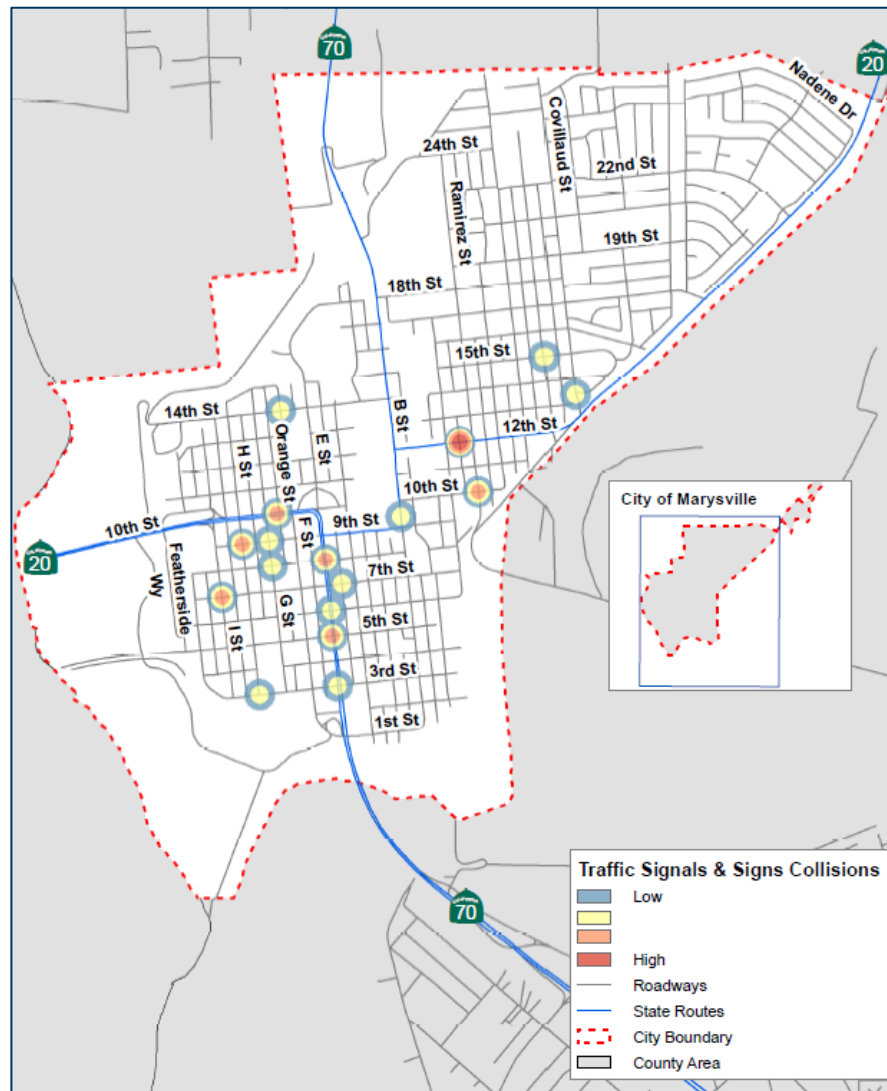 70
20
Nadene Dr
Covillaud St
24th St
22nd St
Ramirez St
19th St
18th St
15th St
B St
14th St
12th St
Orange St
E St
H St
10th St
City of Marysville
10th St
9th St
F St
20
Featherside
Wy
7th St
G St
5th St
I St
3rd St
1st St
Traffic Signals & Signs Collisions
Low
High
Roadways
State Routes
City Boundary
County Area
70